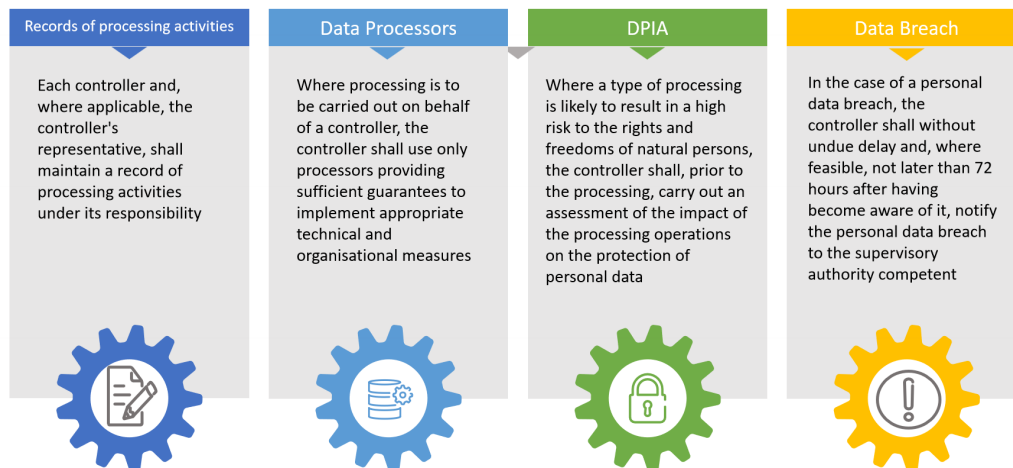 Records of processing activities
Each controller and,
where applicable, the
controller's
representative, shall
maintain a record of
processing activities
under its responsibility
Data Processors
Where processing is to
be carried out on behalf
of a controller, the
controller shall use only
processors providing
sufficient guarantees to
implement appropriate
technical and
organisational measures
DPIA
Where a type of processing
is likely to result in a high
risk to the rights and
freedoms of natural persons,
the controller shall, prior to
the processing, carry out an
assessment of the impact of
the processing operations
on the protection of
personal data
Data Breach
In the case of a personal
data breach, the
controller shall without
undue delay and, where
feasible, not later than 72
hours after having
become aware of it, notify
the personal data breach
to the supervisory
authority competent